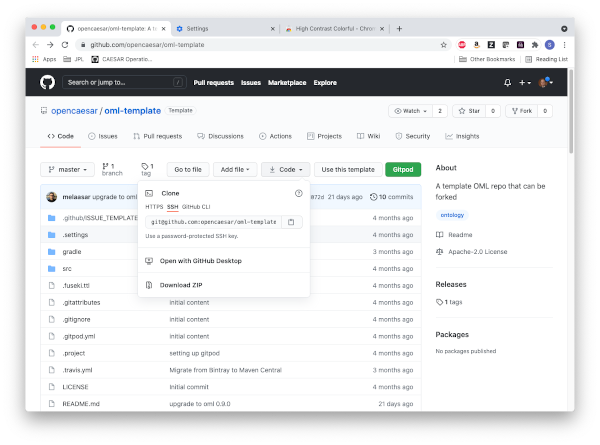 opencaesar/oml-template: A t
Settings
High Contrast Colorful - Chrom
github.com/opencaesar/oml-template
Apps JPL CAESAR Operatio... Other Bookmarks Reading List
Search or jump to... / Pull requests Issues Marketplace Explore
opencaesar / oml-template Template
Watch 2 Star 0 Fork 0
Code Issues Pull requests Discussions Actions Projects Wiki Security Insights
master 1 branch 1 tag Go to file Add file Code Use this template Gitpod
melaasar upgrade to oml 072d 21 days ago 10 commits
Clone
HTTPS SSH GitHub CLI
git@github.com:opencaesar/oml-template
Use a password-protected SSH key.
Open with GitHub Desktop
Download ZIP
.github/ISSUE_TEMPLATE 4 months ago
.settings 4 months ago
gradle 3 months ago
src 4 months ago
.fuseki.ttl 4 months ago
.gitattributes initial content 4 months ago
.gitignore initial content 4 months ago
.gitpod.yml initial content 4 months ago
.project setting up gitpod 4 months ago
.travis.yml Migrate from Bintray to Maven Central 3 months ago
LICENSE Initial commit 4 months ago
README.md upgrade to oml 0.9.0 21 days ago
About
A template OML repo that can be
forked
ontology
Readme
Apache-2.0 License
Releases
1 tags
Packages
No packages published